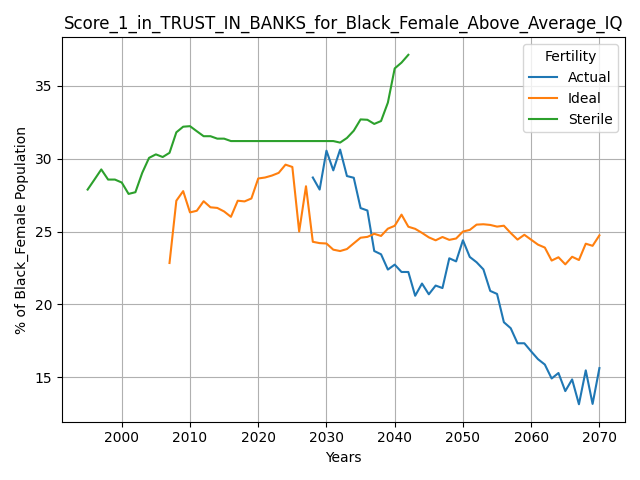 Score_1_in_TRUST_IN_BANKS_for_Black_Female_Above_Average_IQ
Fertility
Actual
Ideal
Sterile
% of Black_Female Population
35
30
25
20
15
2000 2010 2020 2030 2040 2050 2060 2070
Years